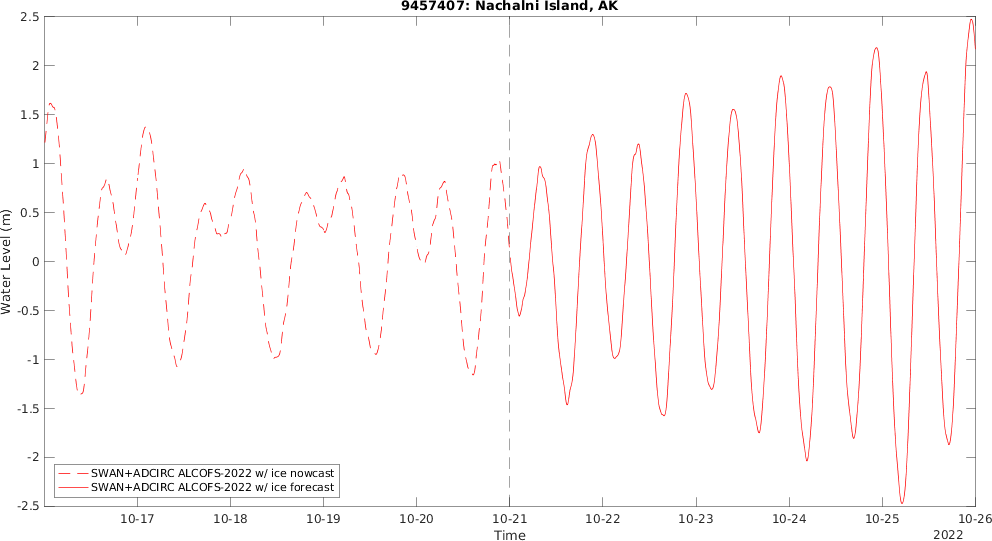 9457407: Nachalni Island, AK
2.5
2
1.5
1
0.5
0
-0.5
-1
-1.5
-2
-2.5
Water Level (m)
SWAN+ADCIRC ALCOFS-2022 w/ ice nowcast
SWAN+ADCIRC ALCOFS-2022 w/ ice forecast
10-17 10-18 10-19 10-20 10-21 10-22 10-23 10-24 10-25 10-26
Time
2022